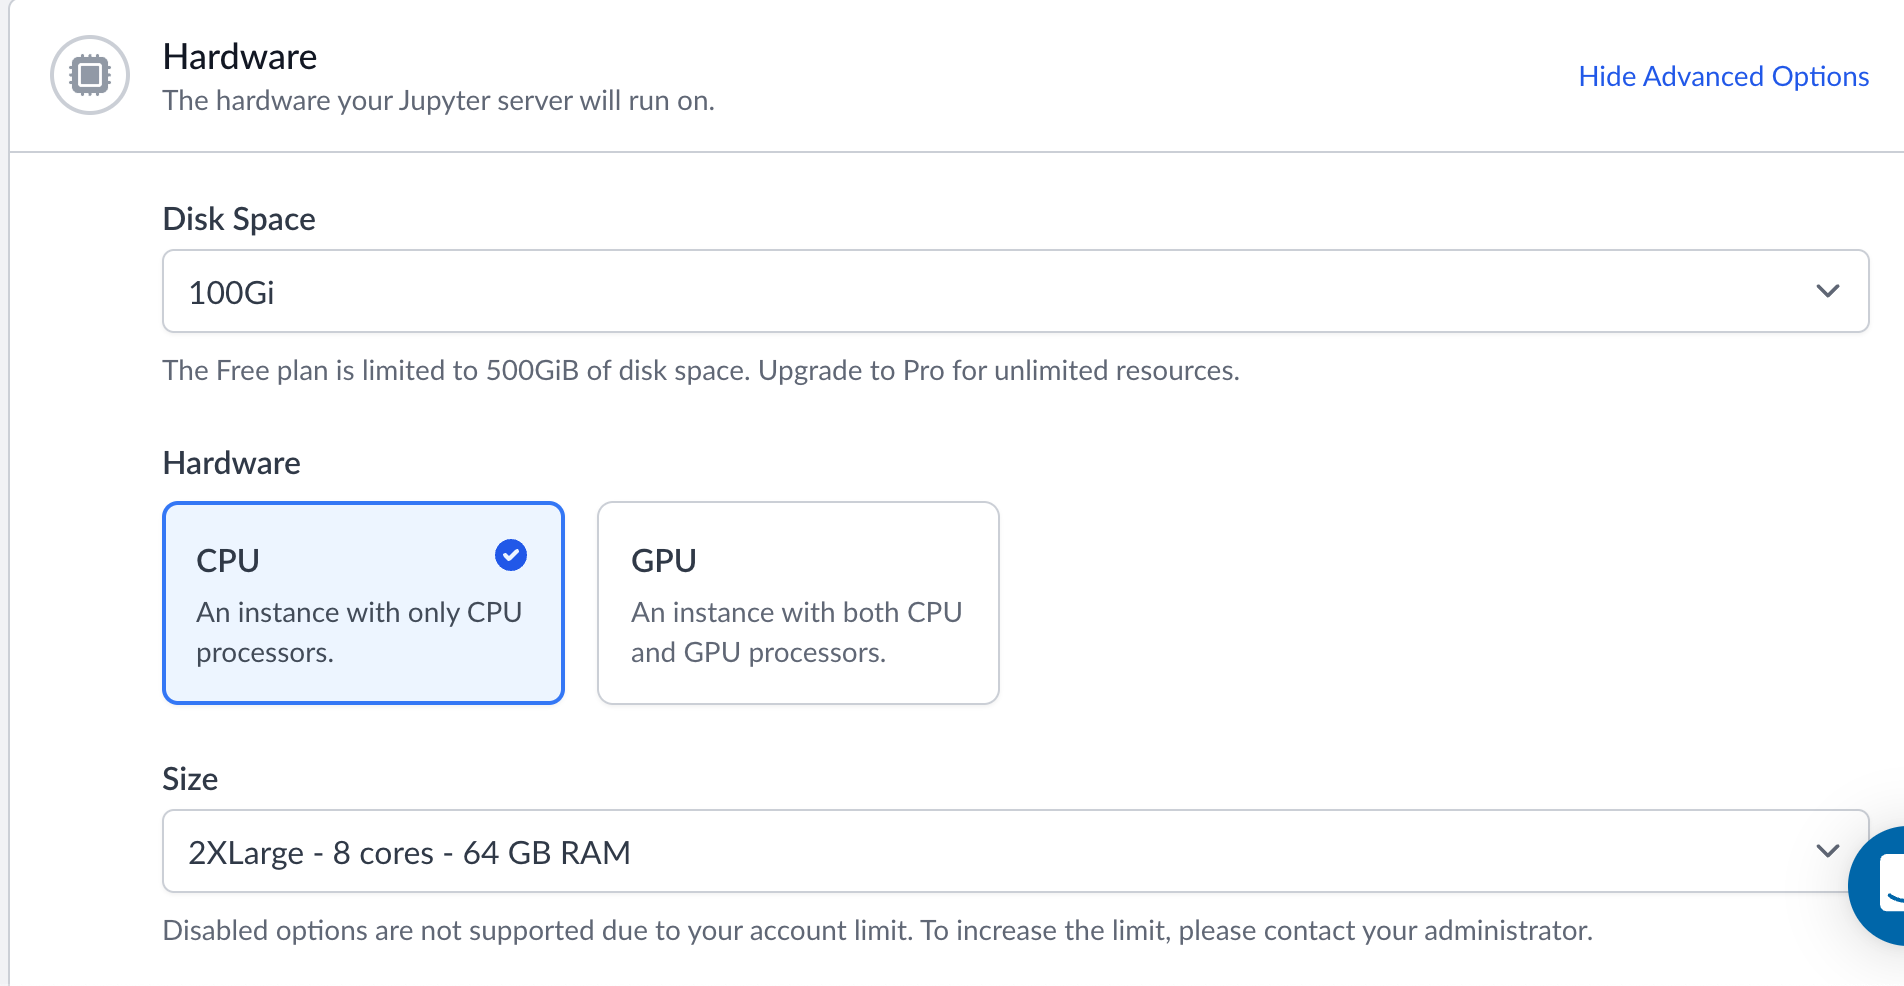 Hardware
The hardware your Jupyter server will run on.
Hide Advanced Options
Disk Space
100Gi
The Free plan is limited to 500GiB of disk space. Upgrade to Pro for unlimited resources.
Hardware
CPU
An instance with only CPU
processors.
GPU
An instance with both CPU
and GPU processors.
Size
2XLarge - 8 cores - 64 GB RAM
Disabled options are not supported due to your account limit. To increase the limit, please contact your administrator.